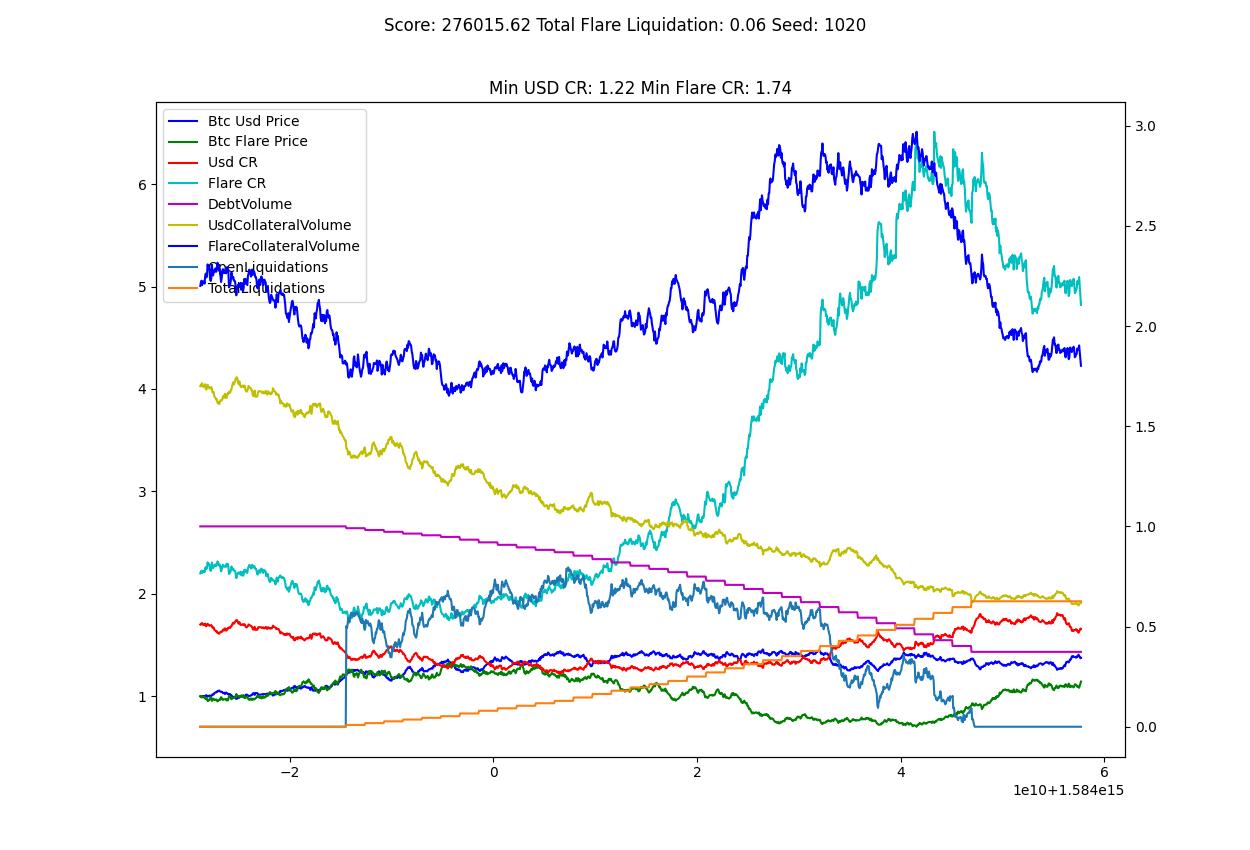 Score: 276015.62 Total Flare Liquidation: 0.06 Seed: 1020
Min USD CR: 1.22 Min Flare CR: 1.74
Btc Usd Price
Btc Flare Price
Usd CR
Flare CR
DebtVolume
UsdCollateralVolume
FlareCollateralVolume
OpenLiquidations
TotalLiquidations
6
5
4
3
2
1
3.0
2.5
2.0
1.5
1.0
0.5
0.0
−2
0
2
4
6
1e10+1.584e15